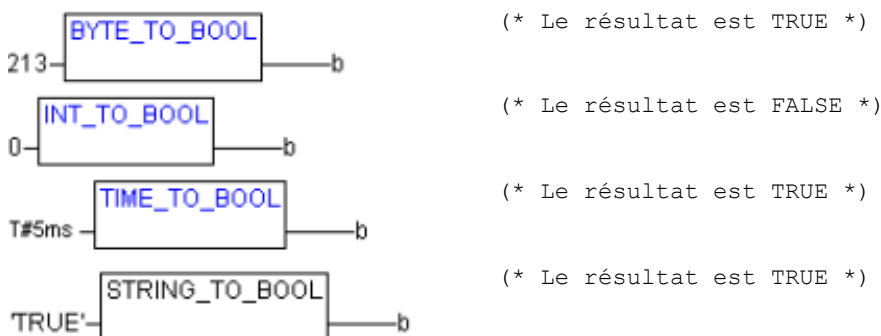 BYTE_TO_BOOL (* Le résultat est TRUE *)
213 b
INT_TO_BOOL (* Le résultat est FALSE *)
0 b
TIME_TO_BOOL (* Le résultat est TRUE *)
T#5ms b
STRING_TO_BOOL (* Le résultat est TRUE *)
'TRUE' b